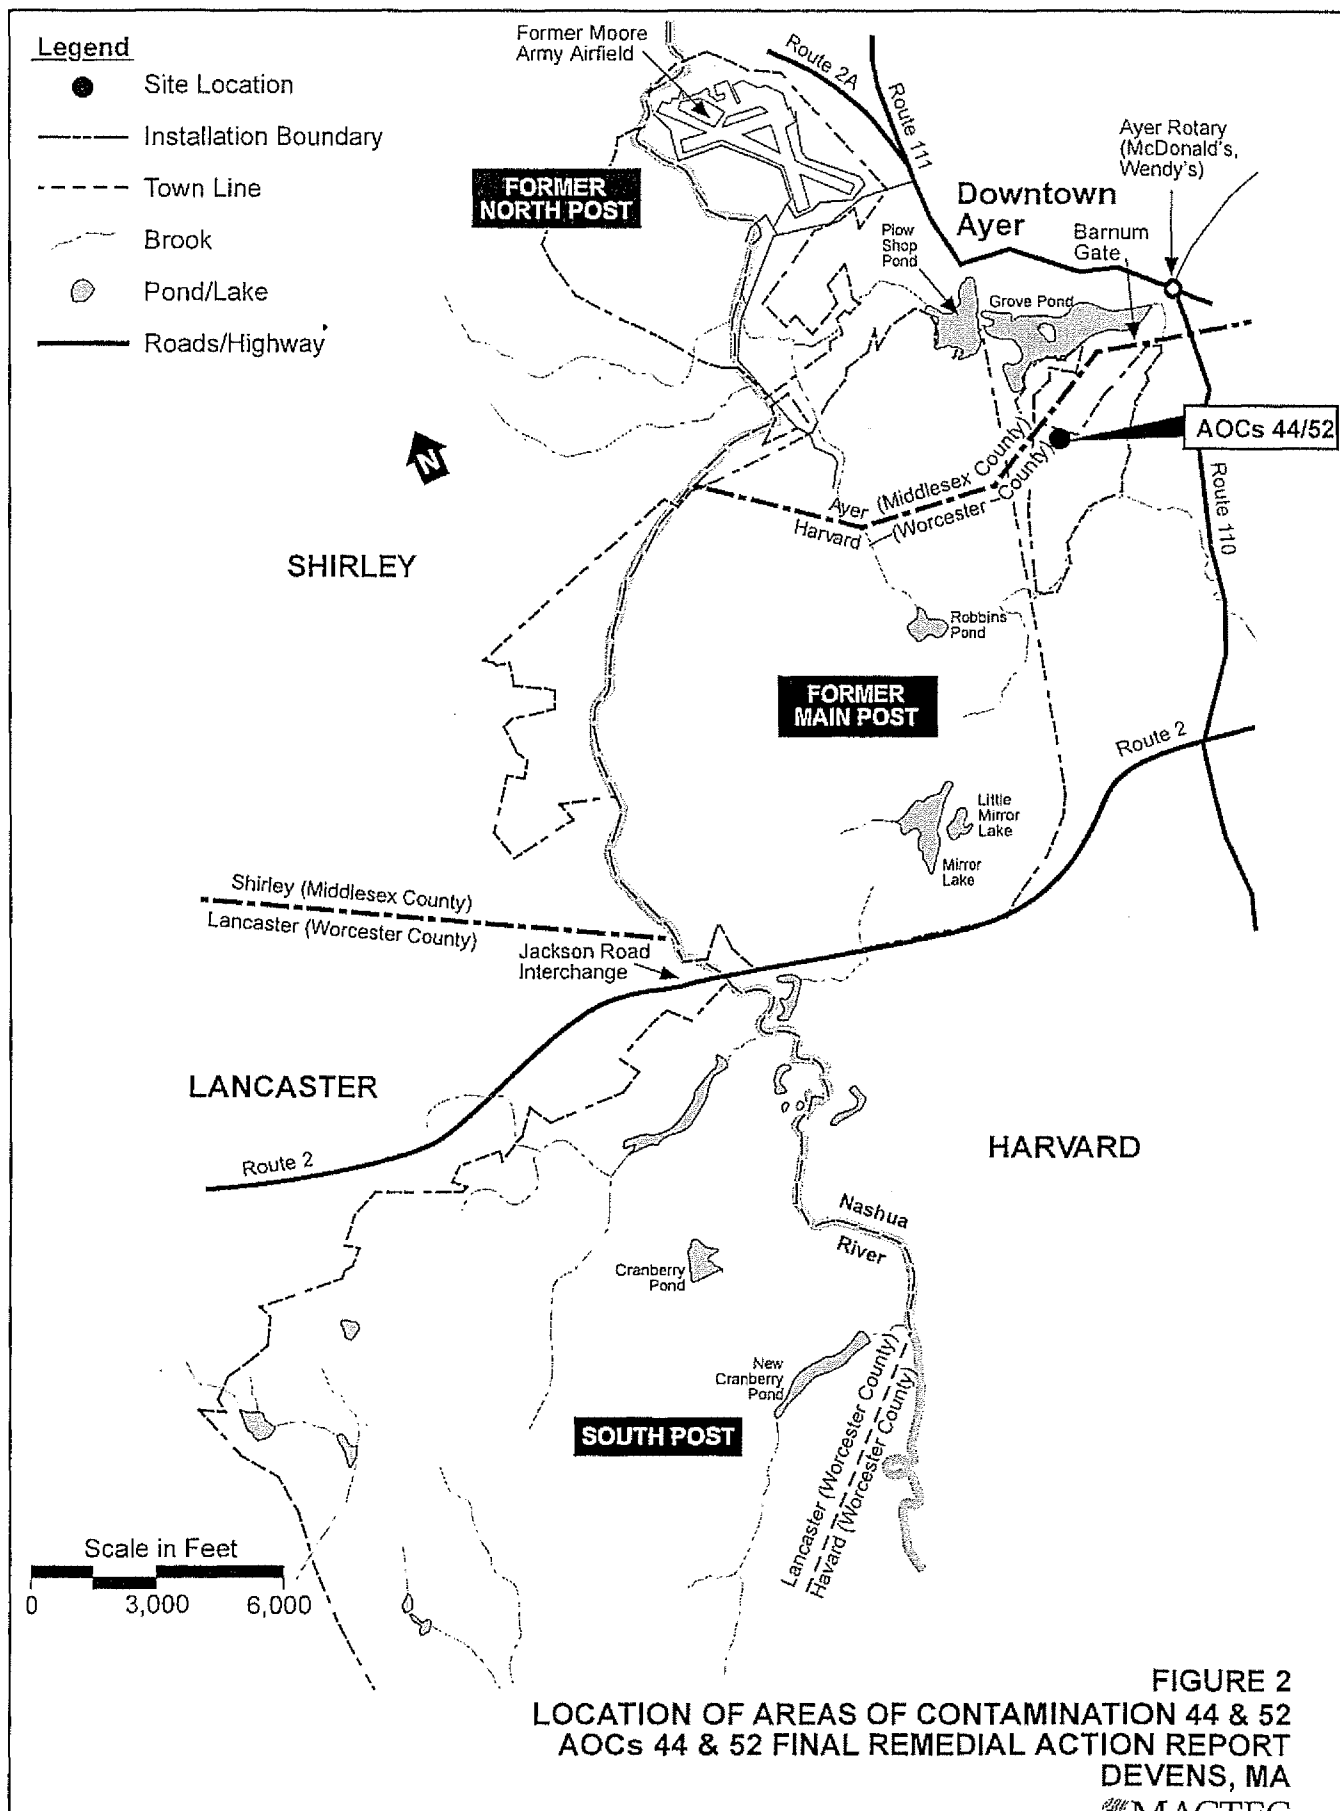 Legend
Site Location
Installation Boundary
Town Line
Brook
Pond/Lake
Roads/Highway
Former Moore
Army Airfield
Route 2A
Route 111
Ayer Rotary
(McDonald's,
Wendy's)
FORMER
NORTH POST
Downtown
Ayer
Plow
Shop
Pond
Barnum
Gate
Grove Pond
AOCs 44/52
N
Ayer (Middlesex County)
Harvard (Worcester County)
Route 110
SHIRLEY
Robbins
Pond
FORMER
MAIN POST
Route 2
Little
Mirror
Lake
Mirror
Lake
Shirley (Middlesex County)
Lancaster (Worcester County)
Jackson Road
Interchange
LANCASTER
HARVARD
Route 2
Nashua
River
Cranberry
Pond
New
Cranberry
Pond
SOUTH POST
Lancaster (Worcester County)
Havard (Worcester County)
Scale in Feet
0 3,000 6,000
FIGURE 2
LOCATION OF AREAS OF CONTAMINATION 44 & 52
AOCs 44 & 52 FINAL REMEDIAL ACTION REPORT
DEVENS, MA
MACTEC